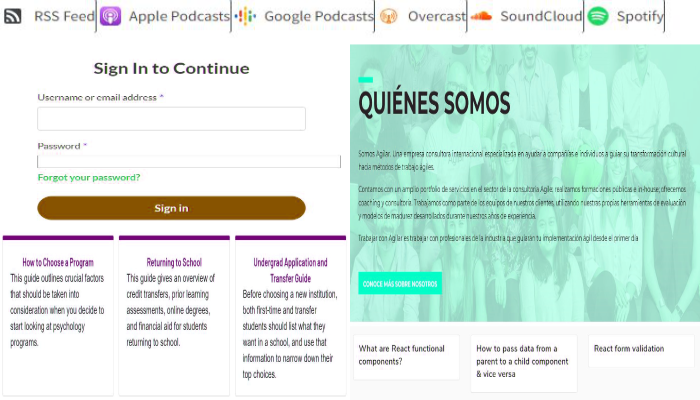 RSS Feed Apple Podcasts Google Podcasts Overcast SoundCloud Spotify
Sign In to Continue
Username or email address *
Password *
Forgot your password?
Sign in
How to Choose a Program
This guide outlines crucial factors
that should be taken into
consideration when you decide to
start looking at psychology
programs.
Returning to School
This guide gives an overview of
credit transfers, prior learning
assessments, online degrees,
and financial aid for students
returning to school.
Undergrad Application and
Transfer Guide
Before choosing a new institution,
both first-time and transfer
students should list what they
want in a school, and use that
information to narrow down their
top choices.
QUIÉNES SOMOS
Somos Agilar. Una empresa consultora internacional especializada en ayudar a compañías e individuos a guiar su transformación cultural
hacia métodos de trabajo ágiles.
Contamos con un amplio portfolio de servicios en el sector de la consultoría Agile, realizamos formaciones públicas e in-house, ofrecemos
coaching y consultoría. Trabajamos como parte de los equipos de nuestros clientes, utilizando nuestras propias herramientas de evaluación
y modelos de madurez desarrollados durante nuestros años de experiencia.
Trabajar con Agilar es trabajar con profesionales de la industria que guiarán tu implementación ágil desde el primer día
CONOCE MÁS SOBRE NOSOTROS
What are React functional
components?
How to pass data from a
parent to a child component
& vice versa
React form validation